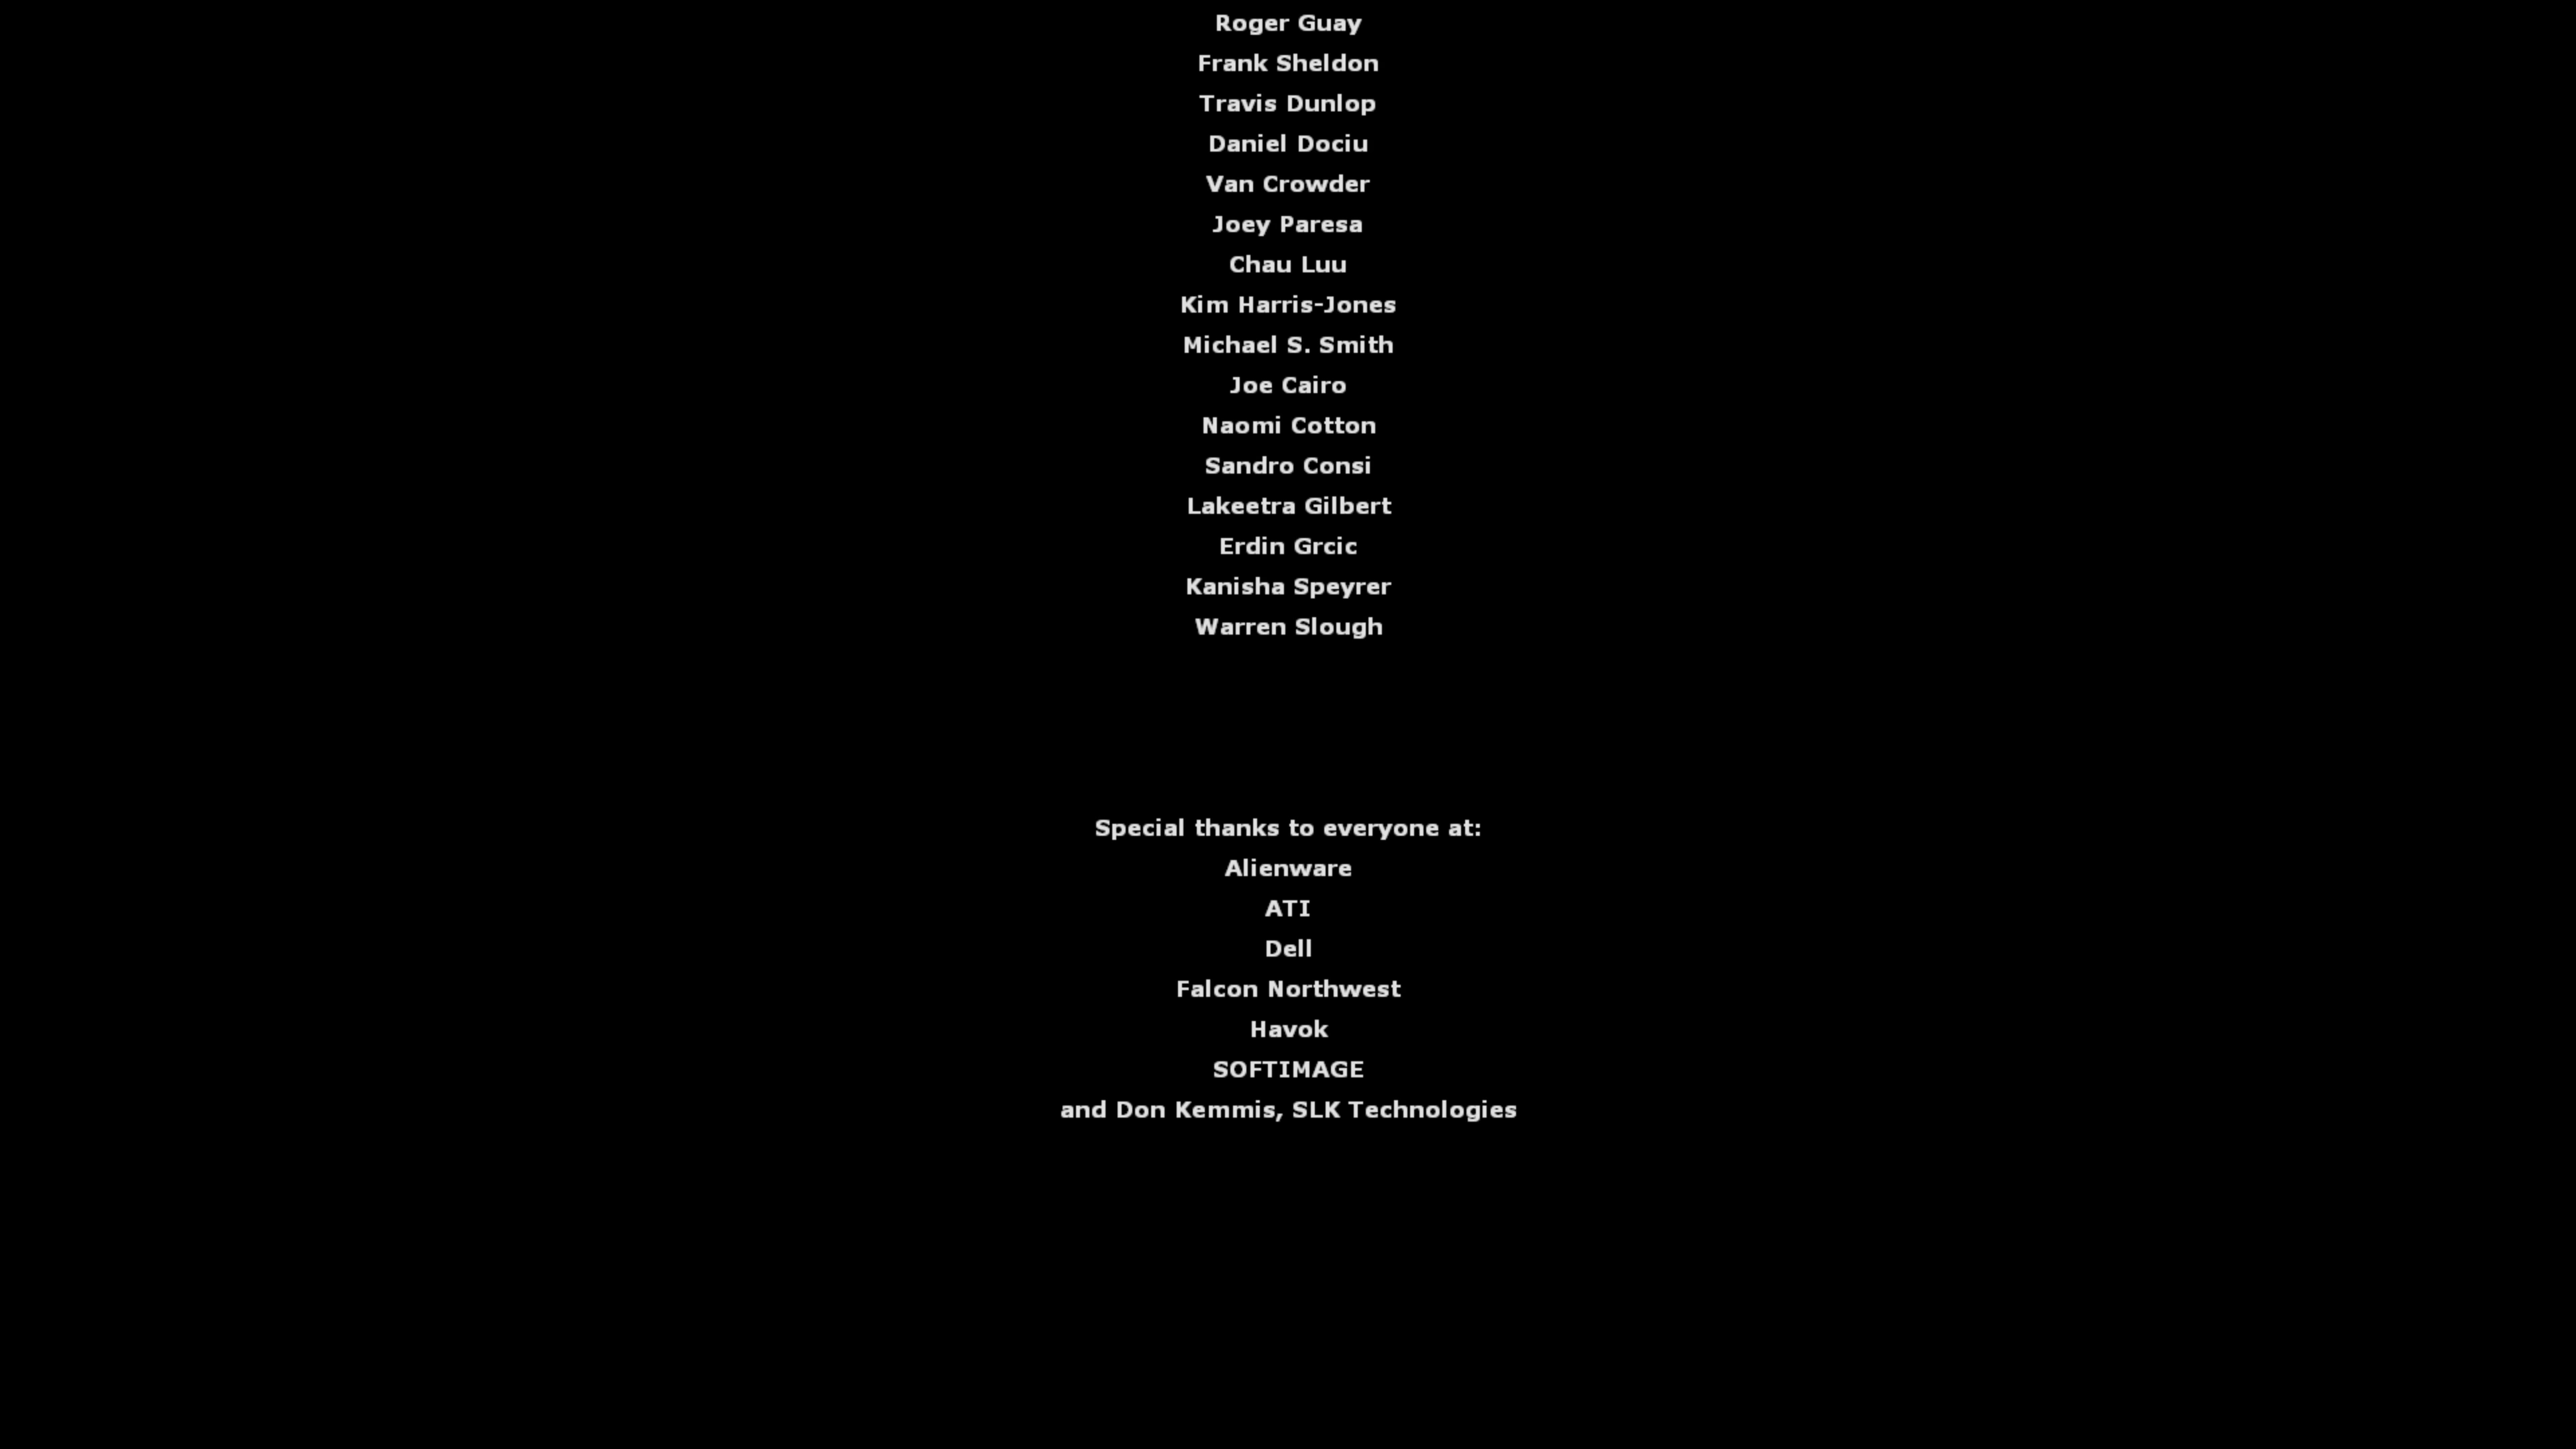 Roger Guay
Frank Sheldon
Travis Dunlop
Daniel Dociu
Van Crowder
Joey Paresa
Chau Luu
Kim Harris-Jones
Michael S. Smith
Joe Cairo
Naomi Cotton
Sandro Consi
Lakeetra Gilbert
Erdin Grcic
Kanisha Speyrer
Warren Slough
Special thanks to everyone at:
Alienware
ATI
Dell
Falcon Northwest
Havok
SOFTIMAGE
and Don Kemmis, SLK Technologies